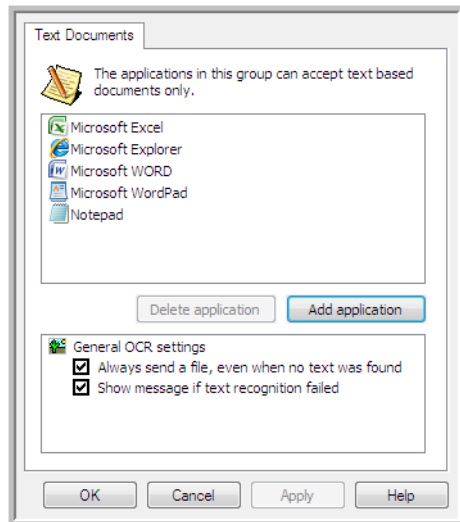 Text Documents
The applications in this group can accept text based
documents only.
Microsoft Excel
Microsoft Explorer
Microsoft WORD
Microsoft WordPad
Notepad
Delete application Add application
General OCR settings
Always send a file, even when no text was found
Show message if text recognition failed
OK Cancel Apply Help